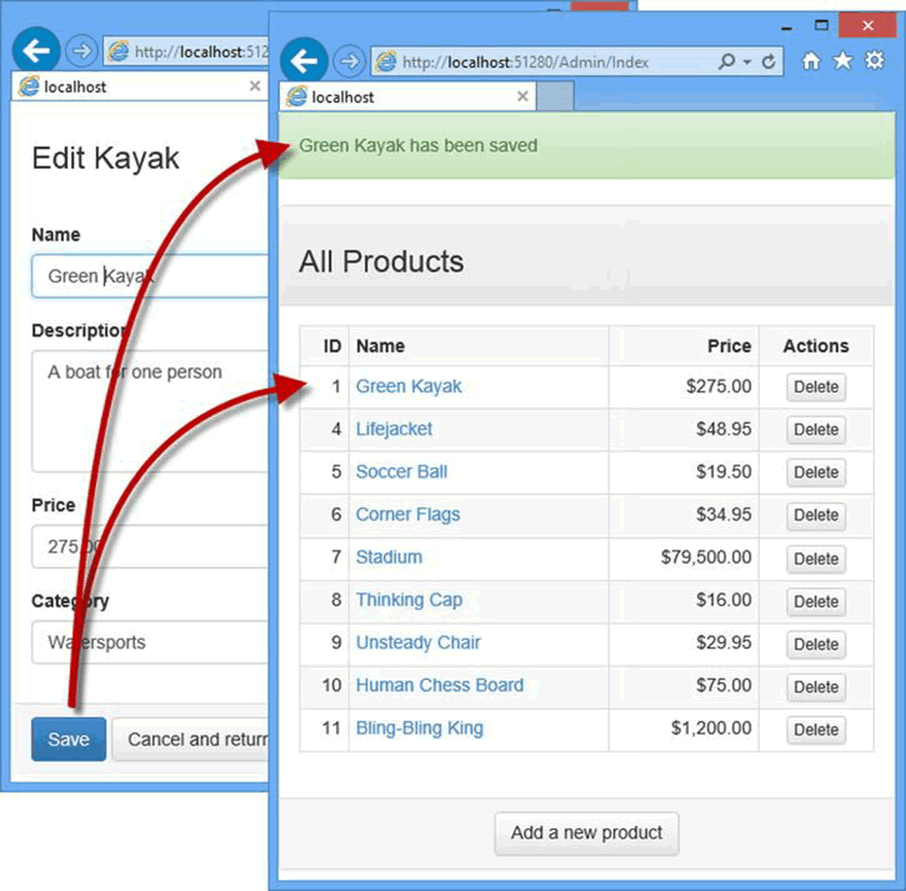 http://localhost:512
localhost
Edit Kayak
Name
Green Kayak
Description
A boat for one person
Price
275.00
Category
Watersports
Save
Cancel and return
http://localhost:51280/Admin/Index
localhost
Green Kayak has been saved
All Products
ID Name Price Actions
1 Green Kayak $275.00 Delete
4 Lifejacket $48.95 Delete
5 Soccer Ball $19.50 Delete
6 Corner Flags $34.95 Delete
7 Stadium $79,500.00 Delete
8 Thinking Cap $16.00 Delete
9 Unsteady Chair $29.95 Delete
10 Human Chess Board $75.00 Delete
11 Bling-Bling King $1,200.00 Delete
Add a new product